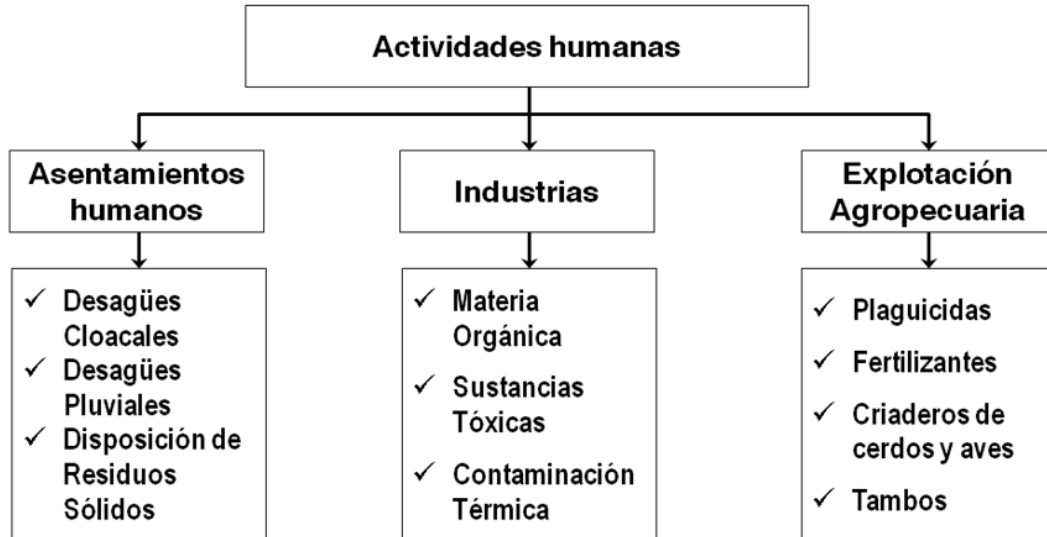 Actividades humanas
Asentamientos
humanos
Industrias
Explotación
Agropecuaria
✓ Desagües
Cloacales
✓ Desagües
Pluviales
✓ Disposición de
Residuos
Sólidos
✓ Materia
Orgánica
✓ Sustancias
Tóxicas
✓ Contaminación
Térmica
✓ Plaguicidas
✓ Fertilizantes
✓ Criaderos de
cerdos y aves
✓ Tambos